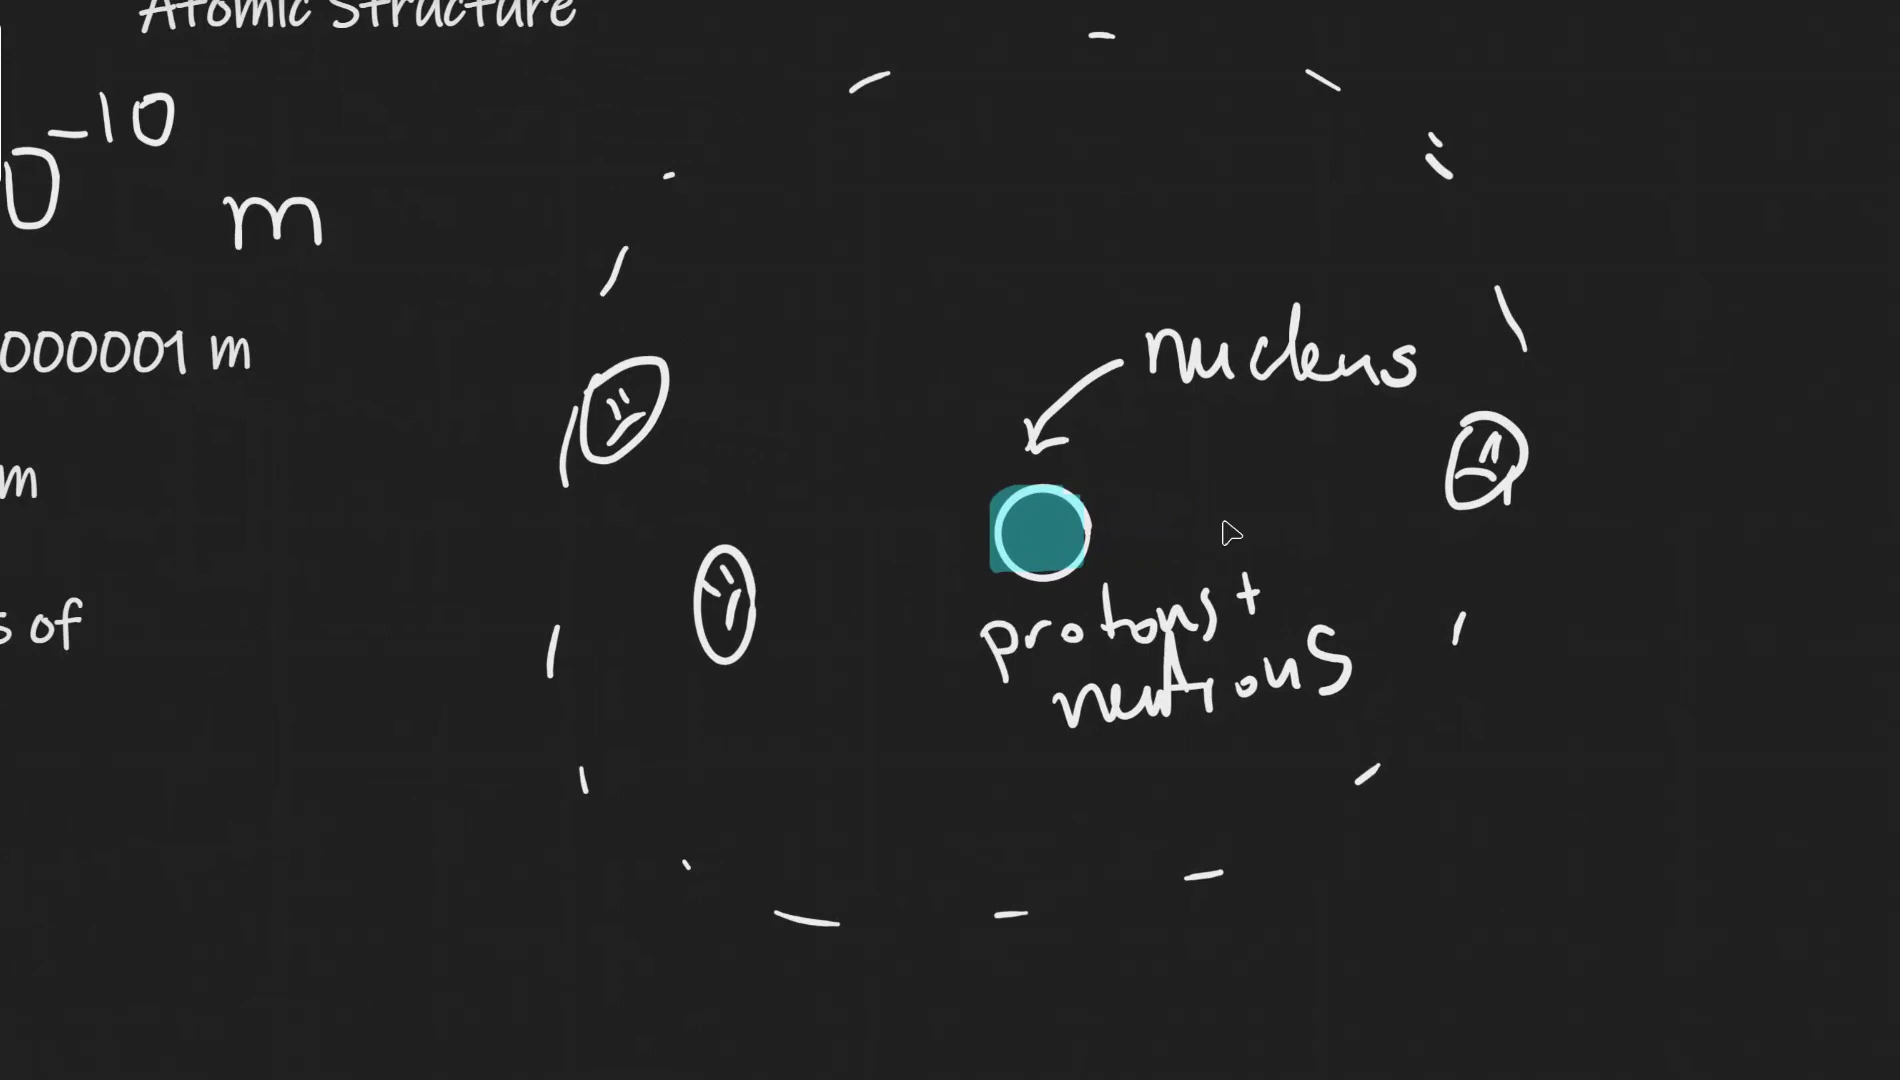 Atomic Structure
0⁻¹⁰ m
000001 m
m
s of
nucleus
protons +
neutrons